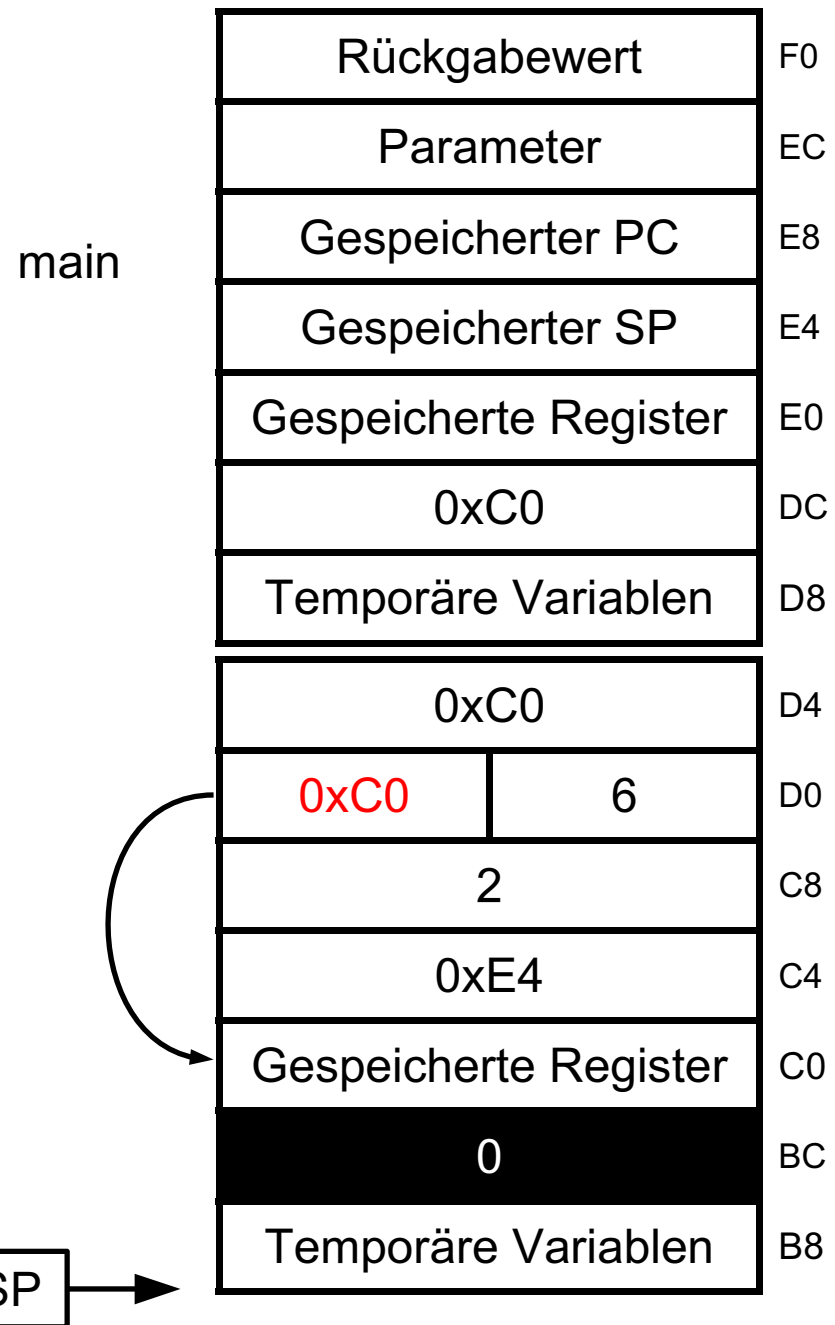 Rückgabewert F0
Parameter EC
Gespeicherter PC E8
main
Gespeicherter SP E4
Gespeicherte Register E0
0xC0 DC
Temporäre Variablen D8
0xC0 D4
0xC0 6 D0
2 C8
0xE4 C4
Gespeicherte Register C0
0 BC
Temporäre Variablen B8
SP